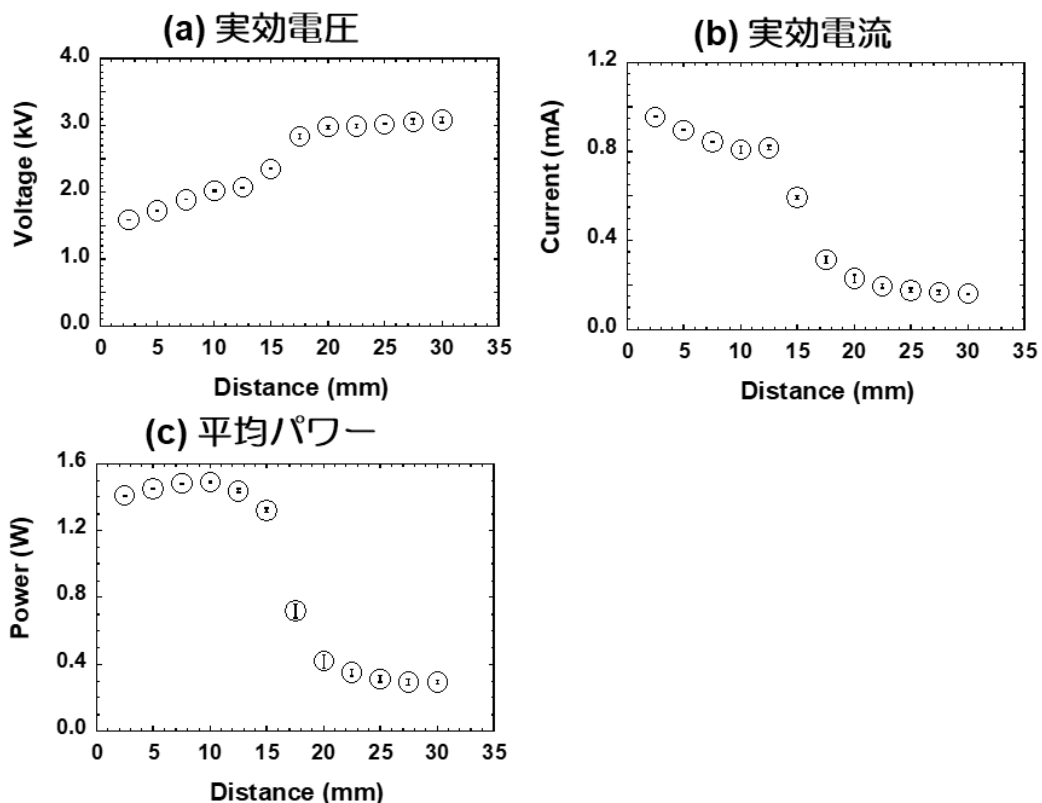 (a) 実効電圧
4.0
3.0
2.0
1.0
0.0
Voltage (kV)
0 5 10 15 20 25 30 35
Distance (mm)
(b) 実効電流
1.2
0.8
0.4
0.0
Current (mA)
0 5 10 15 20 25 30 35
Distance (mm)
(c) 平均パワー
1.6
1.2
0.8
0.4
0.0
Power (W)
0 5 10 15 20 25 30 35
Distance (mm)